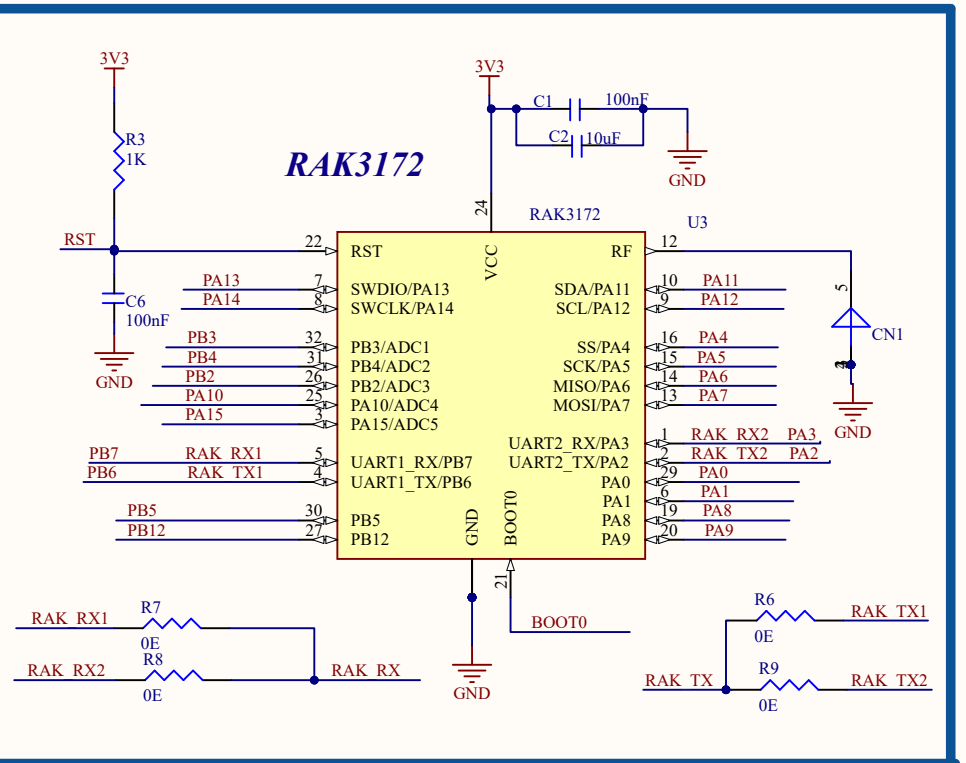 3V3
R3
1K
RST
C6
100nF
GND
RAK3172
3V3
C1
100nF
C2
10uF
GND
24
RAK3172
U3
VCC
22
RST
PA13
7
SWDIO/PA13
PA14
8
SWCLK/PA14
PB3
32
PB3/ADC1
PB4
31
PB4/ADC2
PB2
26
PB2/ADC3
PA10
25
PA10/ADC4
PA15
3
PA15/ADC5
PB7
RAK_RX1
5
UART1_RX/PB7
PB6
RAK_TX1
4
UART1_TX/PB6
PB5
30
PB5
PB12
27
PB12
RF
12
SDA/PA11
10
PA11
SCL/PA12
9
PA12
SS/PA4
16
PA4
SCK/PA5
15
PA5
MISO/PA6
14
PA6
MOSI/PA7
13
PA7
UART2_RX/PA3
1
RAK_RX2
PA3
UART2_TX/PA2
2
RAK_TX2
PA2
PA0
29
PA0
PA1
6
PA1
PA8
19
PA8
PA9
20
PA9
5
CN1
GND
GND
BOOT0
21
BOOT0
GND
RAK_RX1
R7
0E
RAK_RX2
R8
0E
RAK_RX
R6
RAK_TX1
0E
RAK_TX
R9
RAK_TX2
0E